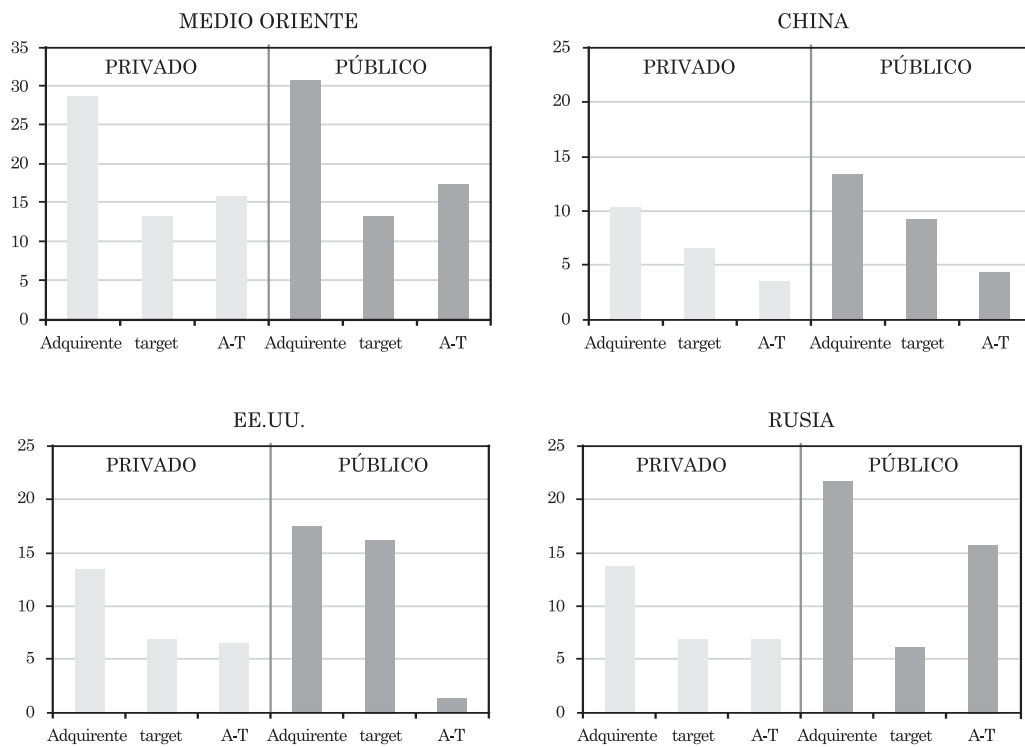 MEDIO ORIENTE
35
30
25
20
15
10
5
0
PRIVADO
PÚBLICO
Adquirente target A-T Adquirente target A-T
CHINA
25
20
15
10
5
0
PRIVADO
PÚBLICO
Adquirente target A-T Adquirente target A-T
EE.UU.
25
20
15
10
5
0
PRIVADO
PÚBLICO
Adquirente target A-T Adquirente target A-T
RUSIA
25
20
15
10
5
0
PRIVADO
PÚBLICO
Adquirente target A-T Adquirente target A-T